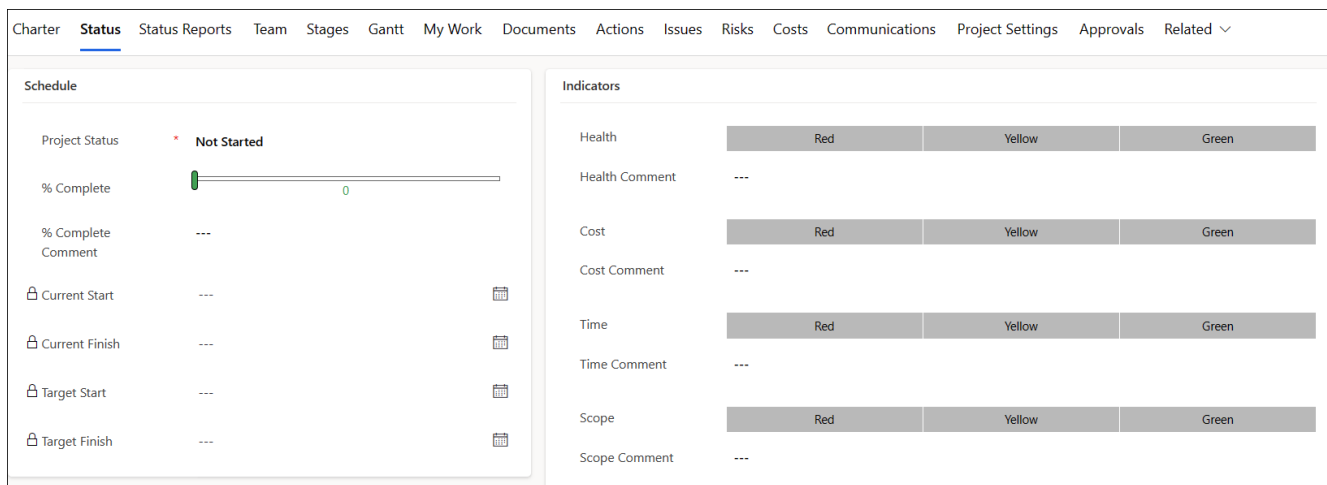 Charter Status Status Reports Team Stages Gantt My Work Documents Actions Issues Risks Costs Communications Project Settings Approvals Related
Schedule
Project Status * Not Started
% Complete
0
% Complete
Comment
---
Current Start ---
Current Finish ---
Target Start ---
Target Finish ---
Indicators
Health Red Yellow Green
Health Comment ---
Cost Red Yellow Green
Cost Comment ---
Time Red Yellow Green
Time Comment ---
Scope Red Yellow Green
Scope Comment ---